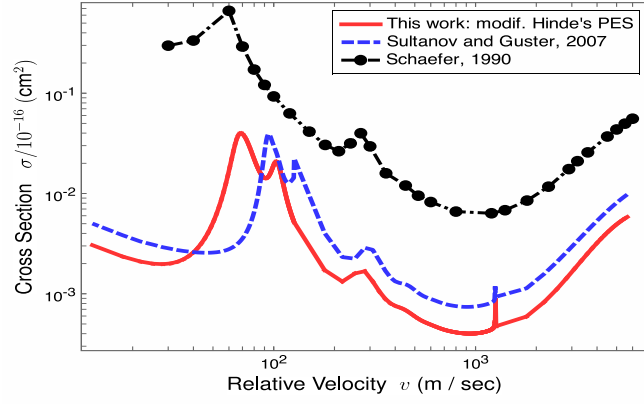 This work: modif. Hinde's PES
Sultanov and Guster, 2007
Schaefer, 1990
Cross Section σ/10⁻¹⁶ (cm²)
10⁻¹
10⁻²
10⁻³
10² 10³
Relative Velocity v (m / sec)